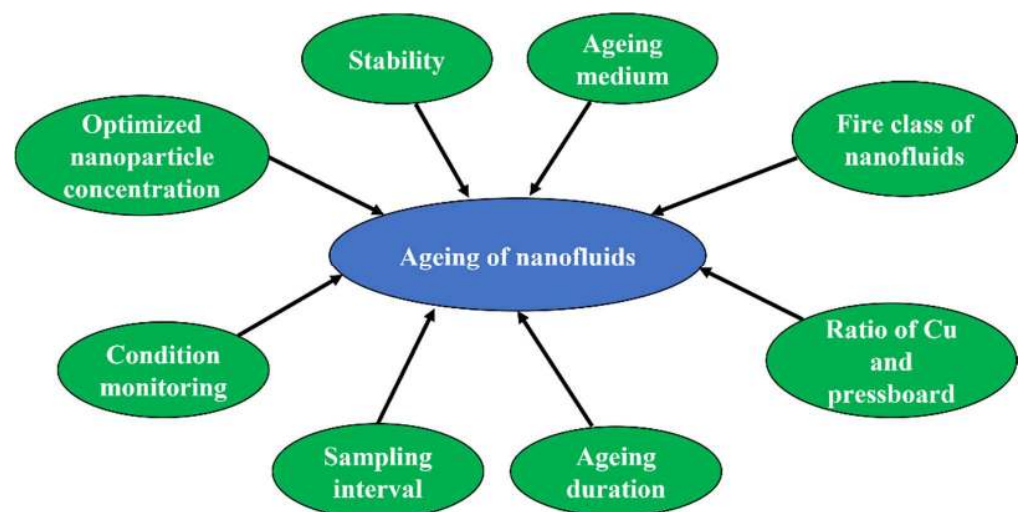 Stability
Ageing
medium
Optimized
nanoparticle
concentration
Fire class of
nanofluids
Ageing of nanofluids
Condition
monitoring
Ratio of Cu
and
pressboard
Sampling
interval
Ageing
duration